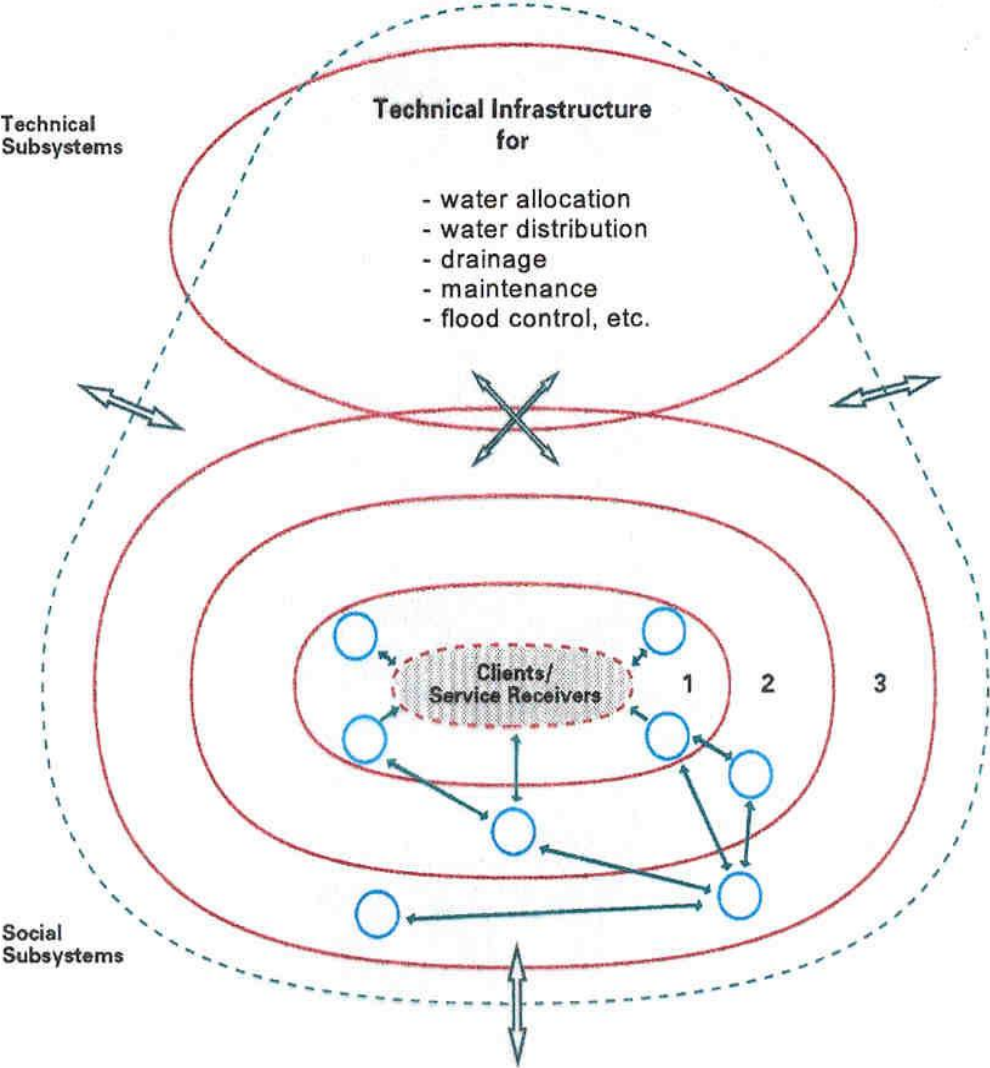 Technical
Subsystems
Technical Infrastructure
for
- water allocation
- water distribution
- drainage
- maintenance
- flood control, etc.
Clients/
Service Receivers
1
2
3
Social
Subsystems